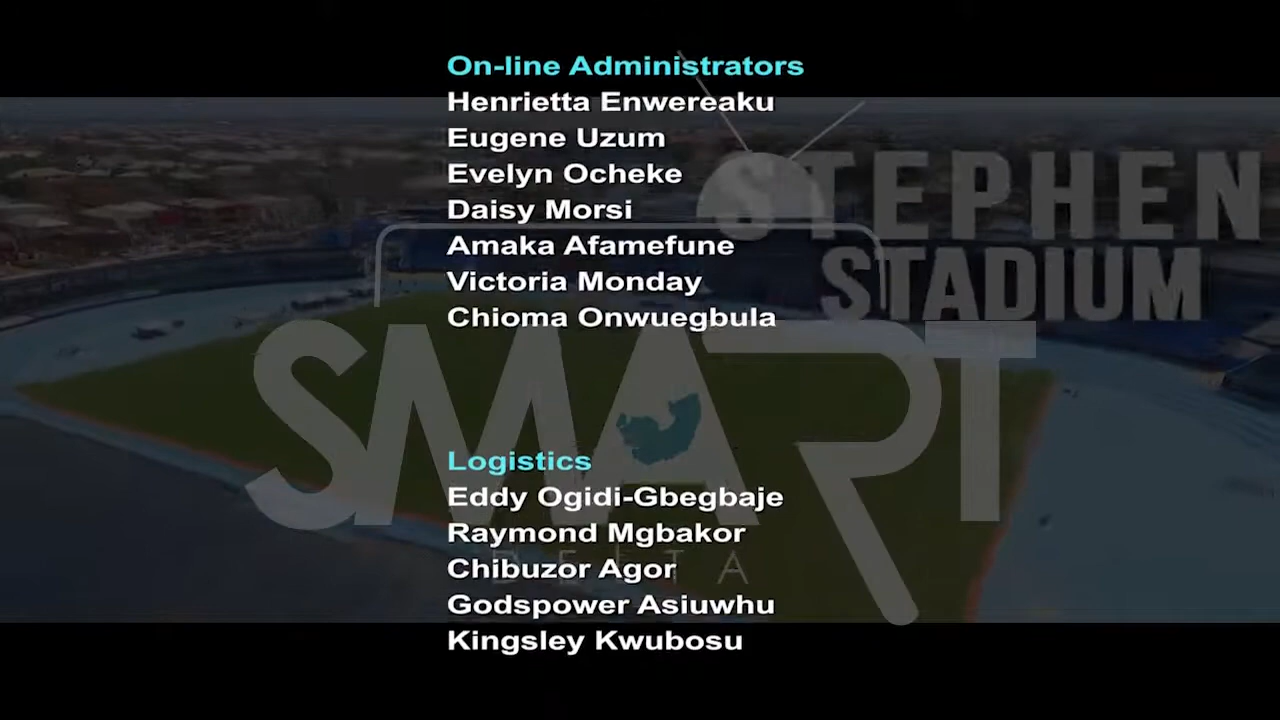 On-line Administrators
Henrietta Enwereaku
Eugene Uzum
Evelyn Ocheke
Daisy Morsi
Amaka Afamefune
Victoria Monday
Chioma Onwuegbula
STEPHEN
STADIUM
SMART
DELTA
Logistics
Eddy Ogidi-Gbegbaje
Raymond Mgbakor
Chibuzor Agor
Godspower Asiuwhu
Kingsley Kwubosu